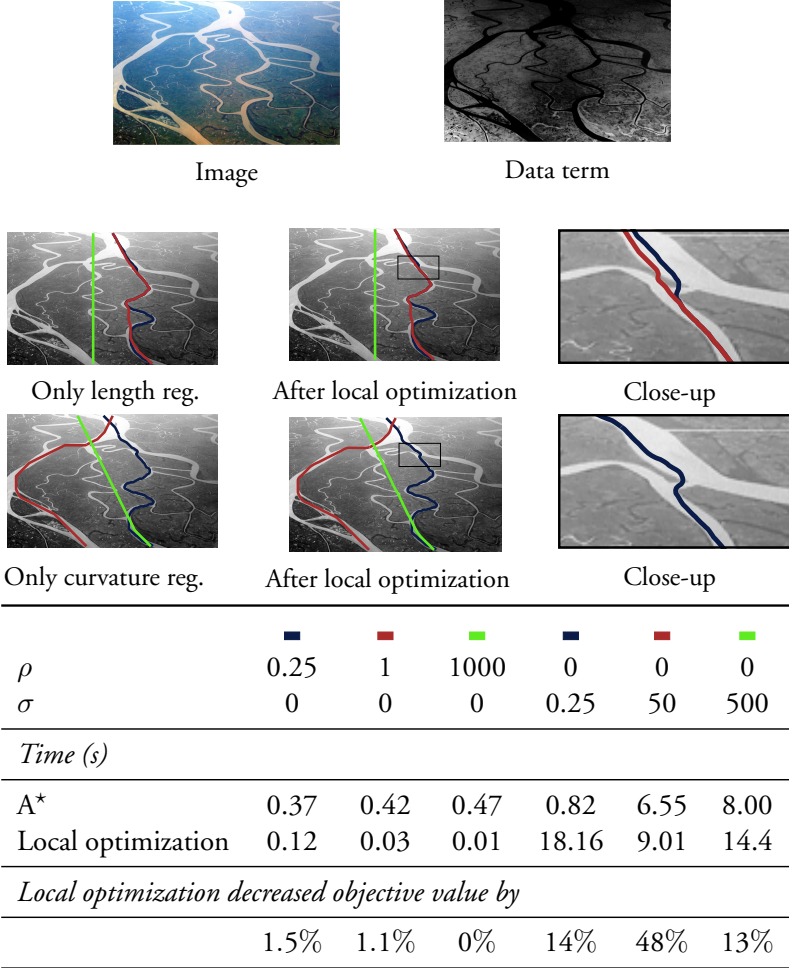 Image Data term
Only length reg. After local optimization Close-up
Only curvature reg. After local optimization Close-up
ρ 0.25 1 1000 0 0 0
σ 0 0 0 0.25 50 500
Time (s)
A⋆ 0.37 0.42 0.47 0.82 6.55 8.00
Local optimization 0.12 0.03 0.01 18.16 9.01 14.4
Local optimization decreased objective value by
1.5% 1.1% 0% 14% 48% 13%